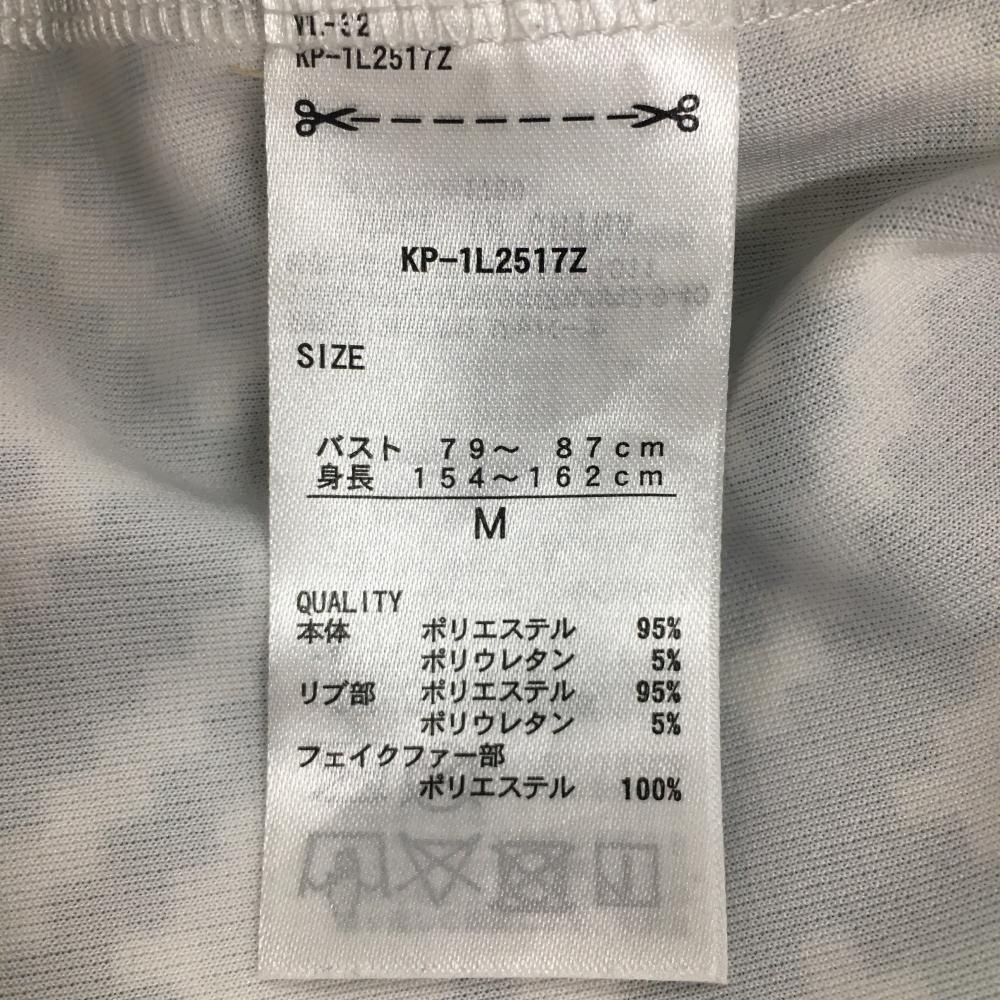 KP-1L2517Z
KP-1L2517Z
SIZE
バスト 79～ 87cm
身長 154～162cm
M
QUALITY
本体 ポリエステル 95%
ポリウレタン 5%
リブ部 ポリエステル 95%
ポリウレタン 5%
フェイクファー部
ポリエステル 100%